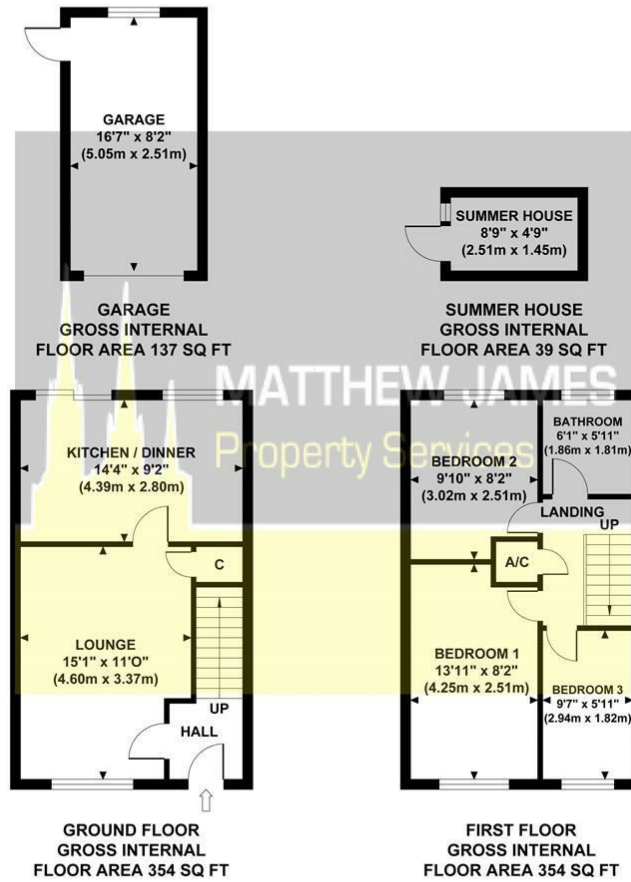 GARAGE
16'7" x 8'2"
(5.05m x 2.51m)
GARAGE
GROSS INTERNAL
FLOOR AREA 137 SQ FT
SUMMER HOUSE
8'9" x 4'9"
(2.51m x 1.45m)
SUMMER HOUSE
GROSS INTERNAL
FLOOR AREA 39 SQ FT
MATTHEW JAMES
Property Services
KITCHEN / DINNER
14'4" x 9'2"
(4.39m x 2.80m)
C
LOUNGE
15'1" x 11'O"
(4.60m x 3.37m)
UP
HALL
GROUND FLOOR
GROSS INTERNAL
FLOOR AREA 354 SQ FT
BATHROOM
6'1" x 5'11"
(1.86m x 1.81m)
BEDROOM 2
9'10" x 8'2"
(3.02m x 2.51m)
LANDING
UP
A/C
BEDROOM 1
13'11" x 8'2"
(4.25m x 2.51m)
BEDROOM 3
9'7" x 5'11"
(2.94m x 1.82m)
FIRST FLOOR
GROSS INTERNAL
FLOOR AREA 354 SQ FT